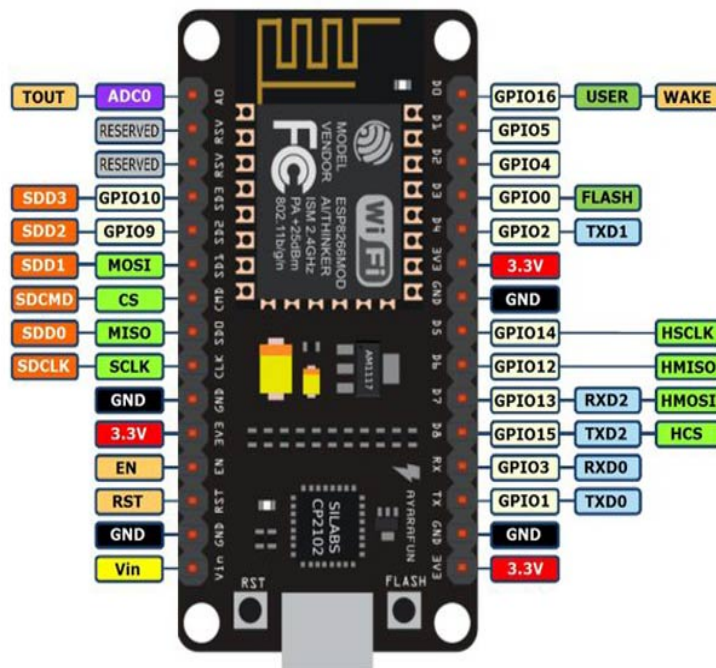 TOUT ADC0 A0 D0 GPIO16 USER WAKE
RESERVED RSV D1 GPIO5
RESERVED RSV D2 GPIO4
SDD3 GPIO10 SD3 D3 GPIO0 FLASH
SDD2 GPIO9 SD2 D4 GPIO2 TXD1
SDD1 MOSI SD1 3V3 3.3V
SDCMD CS CMD GND GND
SDD0 MISO SD0 D5 GPIO14 HSCLK
SDCLK SCLK CLK D6 GPIO12 HMISO
GND GND D7 GPIO13 RXD2 HMOSI
3.3V 3V3 D8 GPIO15 TXD2 HCS
EN EN RX GPIO3 RXD0
RST RST TX GPIO1 TXD0
GND GND GND GND
Vin Vin 3V3 3.3V
MODEL
VENDOR
FC
ESP8266MOD
AI/THINKER
ISM 2.4GHz
PA +25dBm
802.11b/g/n
Wi Fi
AM1117
SILABS
CP2102
AYARAFUN
RST
FLASH